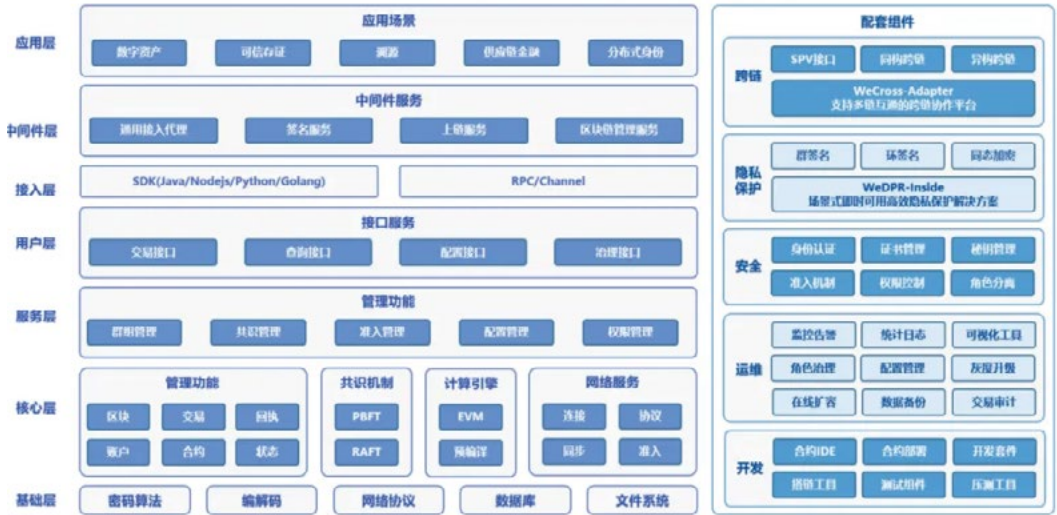 应用层
应用场景
数字资产
可信存证
溯源
供应链金融
分布式身份
中间件层
中间件服务
通用接入代理
签名服务
上链服务
区块链管理服务
接入层
SDK(Java/Nodejs/Python/Golang)
RPC/Channel
用户层
接口服务
交易接口
查询接口
配置接口
治理接口
服务层
管理功能
群组管理
共识管理
准入管理
配置管理
权限管理
核心层
管理功能
区块
交易
回执
账户
合约
状态
共识机制
PBFT
RAFT
计算引擎
EVM
预编译
网络服务
连接
协议
同步
准入
基础层
密码算法
编解码
网络协议
数据库
文件系统
配套组件
跨链
SPV接口
同构跨链
异构跨链
WeCross-Adapter
支持多链互通的跨链协作平台
隐私
保护
群签名
环签名
同态加密
WeDPR-Inside
场景式即时可用高效隐私保护解决方案
安全
身份认证
证书管理
秘钥管理
准入机制
权限控制
角色分离
运维
监控告警
统计日志
可视化工具
角色治理
配置管理
灰度升级
在线扩容
数据备份
交易审计
开发
合约IDE
合约部署
开发套件
搭链工具
测试组件
压测工具